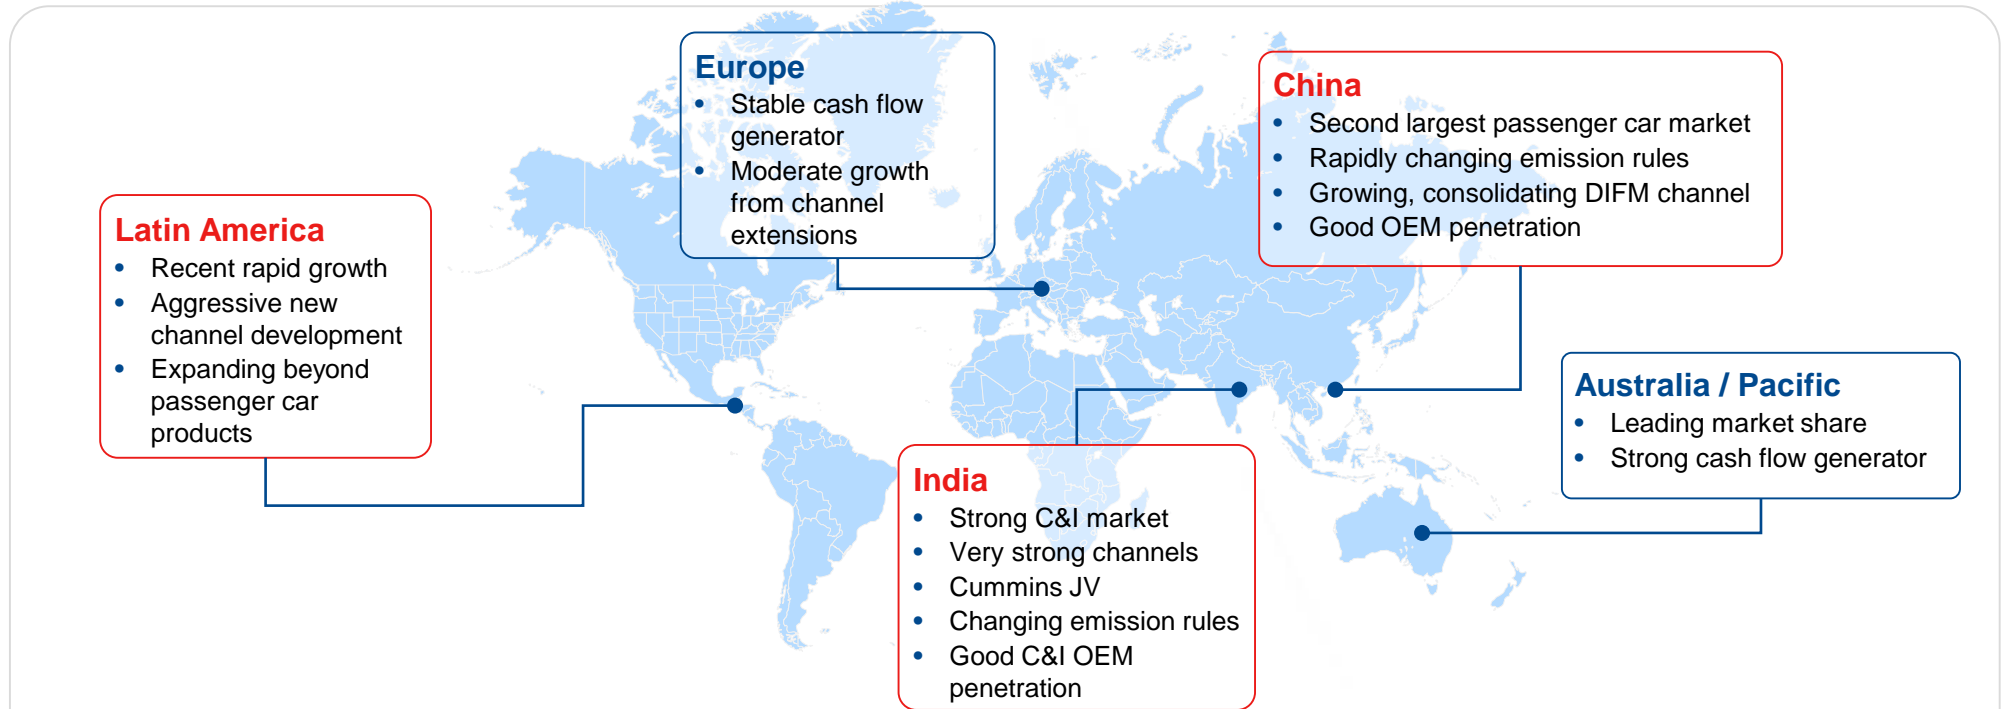 Europe
• Stable cash flow
generator
• Moderate growth
from channel
extensions
China
• Second largest passenger car market
• Rapidly changing emission rules
• Growing, consolidating DIFM channel
• Good OEM penetration
Latin America
• Recent rapid growth
• Aggressive new
channel development
• Expanding beyond
passenger car
products
Australia / Pacific
• Leading market share
• Strong cash flow generator
India
• Strong C&I market
• Very strong channels
• Cummins JV
• Changing emission rules
• Good C&I OEM
penetration